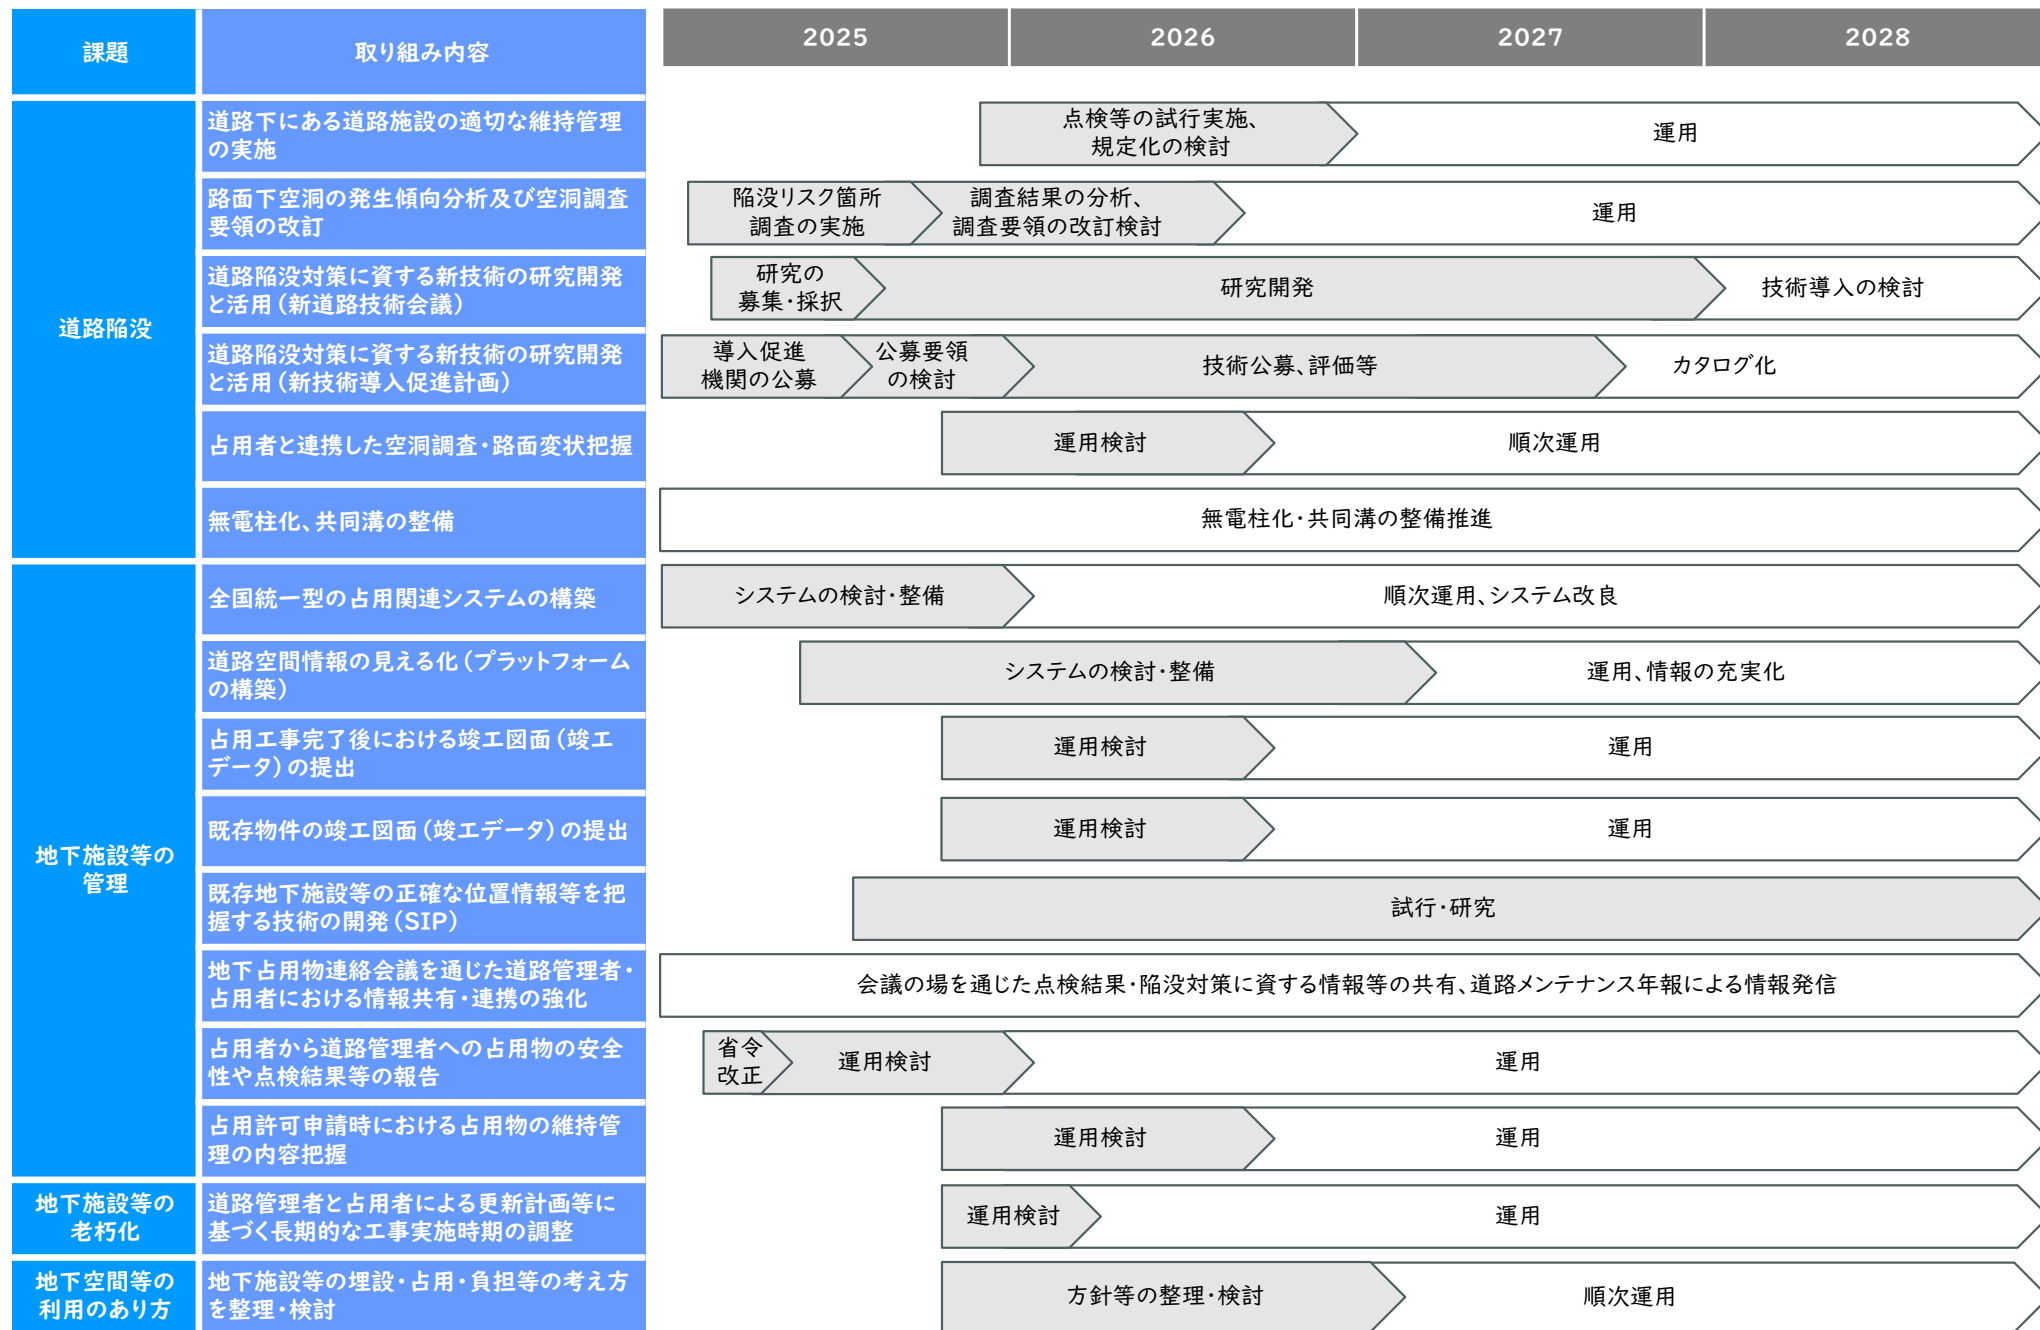 課題
取り組み内容
2025
2026
2027
2028
道路陥没
道路下にある道路施設の適切な維持管理
の実施
点検等の試行実施、
規定化の検討
運用
路面下空洞の発生傾向分析及び空洞調査
要領の改訂
陥没リスク箇所
調査の実施
調査結果の分析、
調査要領の改訂検討
運用
道路陥没対策に資する新技術の研究開発
と活用（新道路技術会議）
研究の
募集・採択
研究開発
技術導入の検討
道路陥没対策に資する新技術の研究開発
と活用（新技術導入促進計画）
導入促進
機関の公募
公募要領
の検討
技術公募、評価等
カタログ化
占用者と連携した空洞調査・路面変状把握
運用検討
順次運用
無電柱化、共同溝の整備
無電柱化・共同溝の整備推進
地下施設等の
管理
全国統一型の占用関連システムの構築
システムの検討・整備
順次運用、システム改良
道路空間情報の見える化（プラットフォーム
の構築）
システムの検討・整備
運用、情報の充実化
占用工事完了後における竣工図面（竣工
データ）の提出
運用検討
運用
既存物件の竣工図面（竣工データ）の提出
運用検討
運用
既存地下施設等の正確な位置情報等を把
握する技術の開発（SIP）
試行・研究
地下占用物連絡会議を通じた道路管理者・
占用者における情報共有・連携の強化
会議の場を通じた点検結果・陥没対策に資する情報等の共有、道路メンテナンス年報による情報発信
占用者から道路管理者への占用物の安全
性や点検結果等の報告
省令
改正
運用検討
運用
占用許可申請時における占用物の維持管
理の内容把握
運用検討
運用
地下施設等の
老朽化
道路管理者と占用者による更新計画等に
基づく長期的な工事実施時期の調整
運用検討
運用
地下空間等の
利用のあり方
地下施設等の埋設・占用・負担等の考え方
を整理・検討
方針等の整理・検討
順次運用